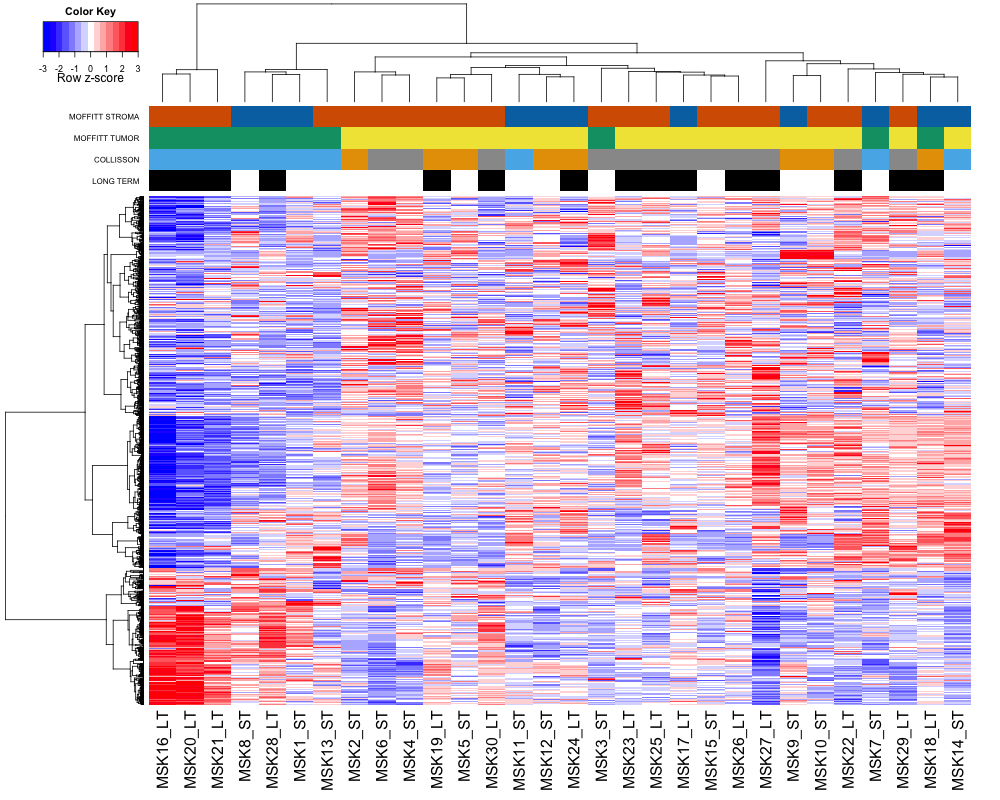 Color Key
-3 -2 -1 0 1 2 3
Row z-score
MOFFITT STROMA
MOFFITT TUMOR
COLLISSON
LONG TERM
MSK16_LT
MSK20_LT
MSK21_LT
MSK8_ST
MSK28_LT
MSK1_ST
MSK13_ST
MSK2_ST
MSK6_ST
MSK4_ST
MSK19_LT
MSK5_ST
MSK30_LT
MSK11_ST
MSK12_ST
MSK24_LT
MSK3_ST
MSK23_LT
MSK25_LT
MSK17_LT
MSK15_ST
MSK26_LT
MSK27_LT
MSK9_ST
MSK10_ST
MSK22_LT
MSK7_ST
MSK29_LT
MSK18_LT
MSK14_ST